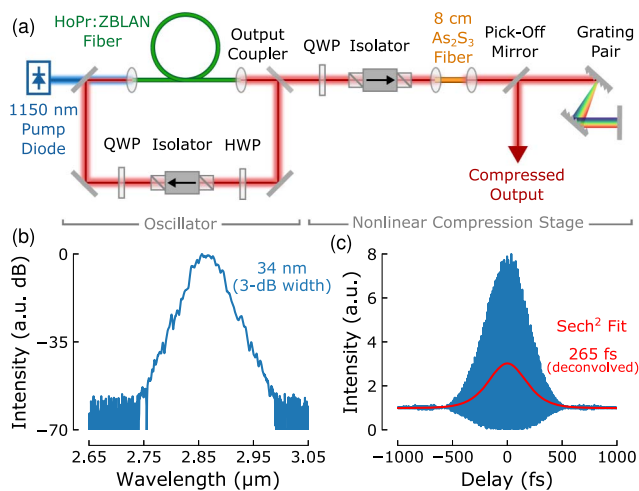 (a)
HoPr:ZBLAN
Fiber
Output
Coupler
QWP Isolator
8 cm
As₂S₃
Fiber
Pick-Off
Mirror
Grating
Pair
1150 nm
Pump
Diode
QWP Isolator HWP
Compressed
Output
Oscillator
Nonlinear Compression Stage
(b)
Intensity (a.u. dB)
0
−35
−70
34 nm
(3-dB width)
2.65 2.75 2.85 2.95 3.05
Wavelength (μm)
(c)
Intensity (a.u.)
8
6
4
2
0
Sech² Fit
265 fs
(deconvolved)
−1000 −500 0 500 1000
Delay (fs)